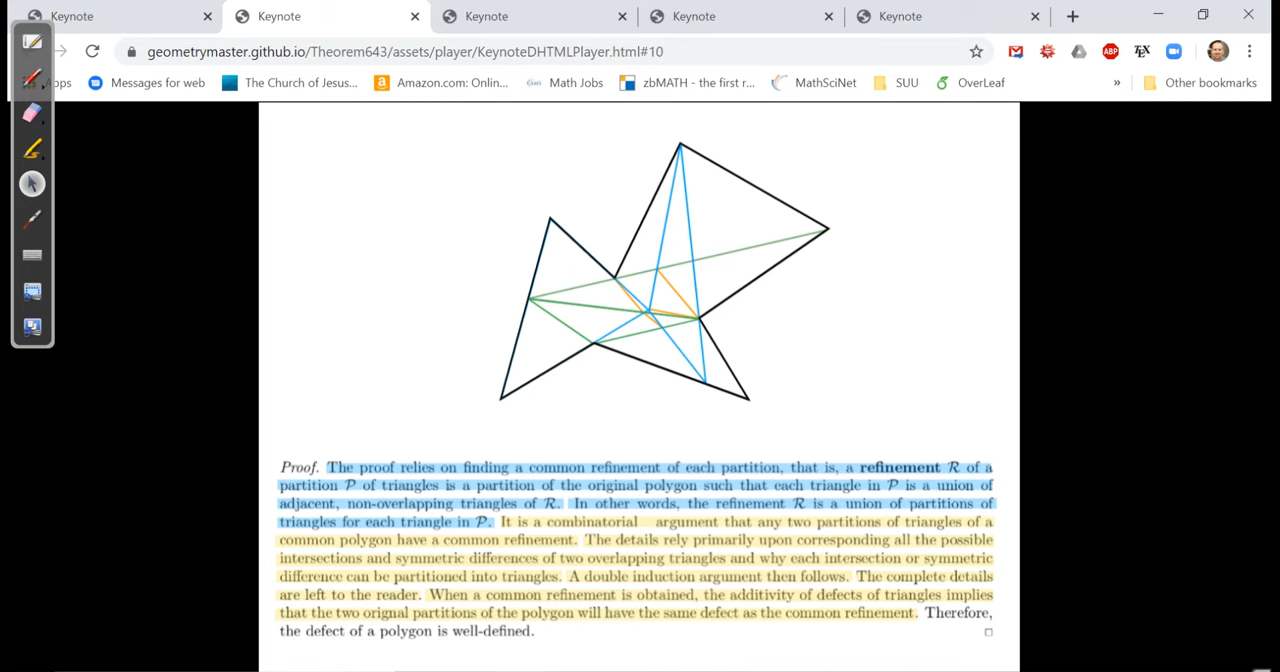 Keynote
Keynote
Keynote
Keynote
Keynote
geometrymaster.github.io/Theorem643/assets/player/KeynoteDHTMLPlayer.html#10
ABP
TEX
pps
Messages for web
The Church of Jesus...
Amazon.com: Onlin...
Math Jobs
zbMATH - the first r...
MathSciNet
SUU
OverLeaf
»
Other bookmarks
Proof. The proof relies on finding a common refinement of each partition, that is, a refinement R of a
partition P of triangles is a partition of the original polygon such that each triangle in P is a union of
adjacent, non-overlapping triangles of R. In other words, the refinement R is a union of partitions of
triangles for each triangle in P. It is a combinatorial argument that any two partitions of triangles of a
common polygon have a common refinement. The details rely primarily upon corresponding all the possible
intersections and symmetric differences of two overlapping triangles and why each intersection or symmetric
difference can be partitioned into triangles. A double induction argument then follows. The complete details
are left to the reader. When a common refinement is obtained, the additivity of defects of triangles implies
that the two orignal partitions of the polygon will have the same defect as the common refinement. Therefore,
the defect of a polygon is well-defined. □